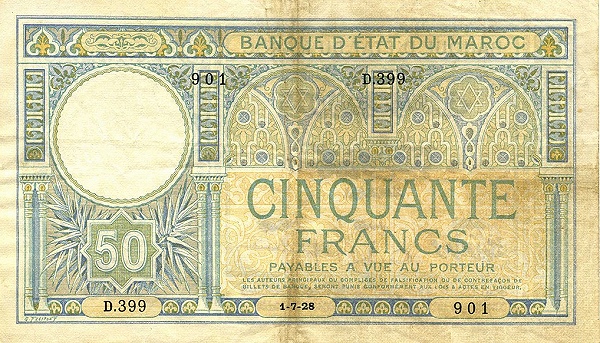 BANQUE D'ÉTAT DU MAROC
901 D.399
CINQUANTE
FRANCS
50
PAYABLES A VUE AU PORTEUR
LES AUTEURS PRINCIPAUX OU COMPLICES DE FALSIFICATION OU DE CONTREFAÇON DE
BILLETS DE BANQUE, SERONT PUNIS CONFORMÉMENT AUX LOIS & ACTES EN VIGUEUR.
D.399 1-7-28 901